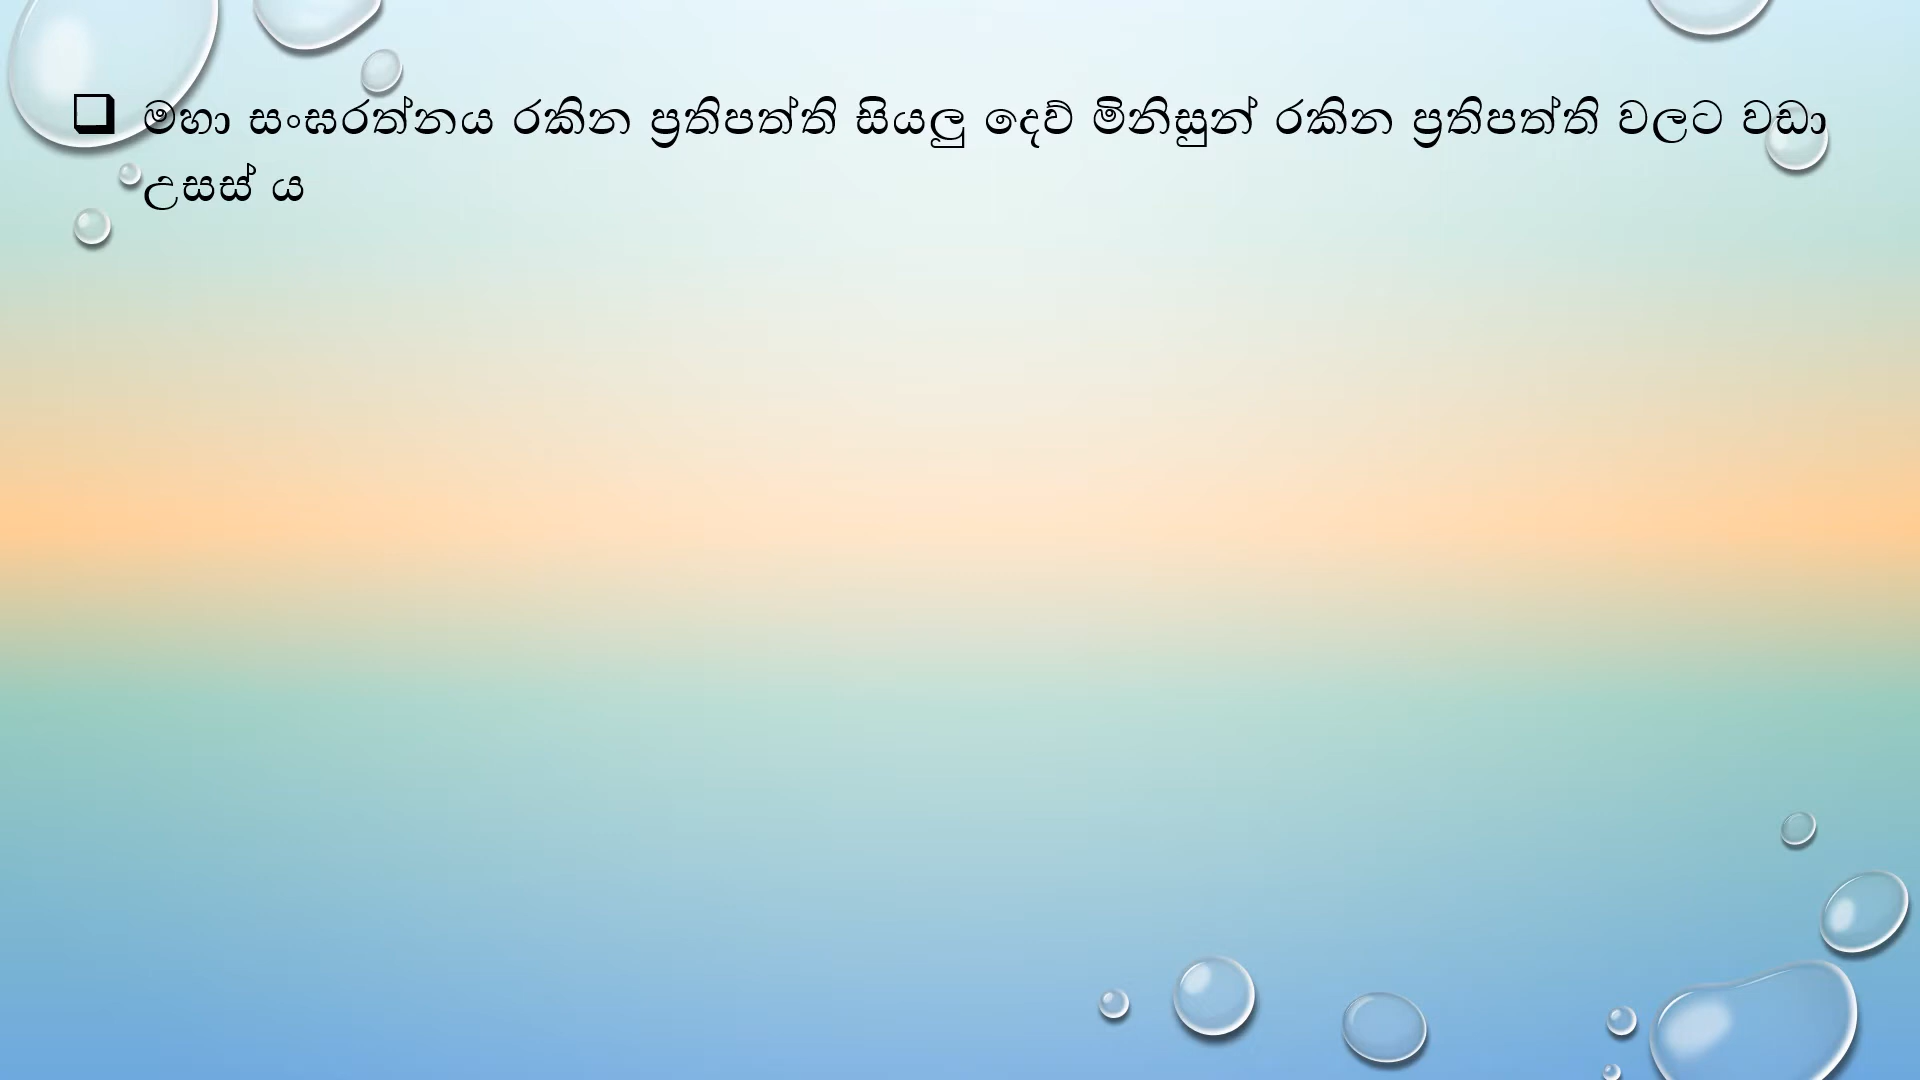 ❑ මහා සංඝරත්නය රකින ප්‍රතිපත්ති සියලු දෙව් මිනිසුන් රකින ප්‍රතිපත්ති වලට වඩා
උසස් ය